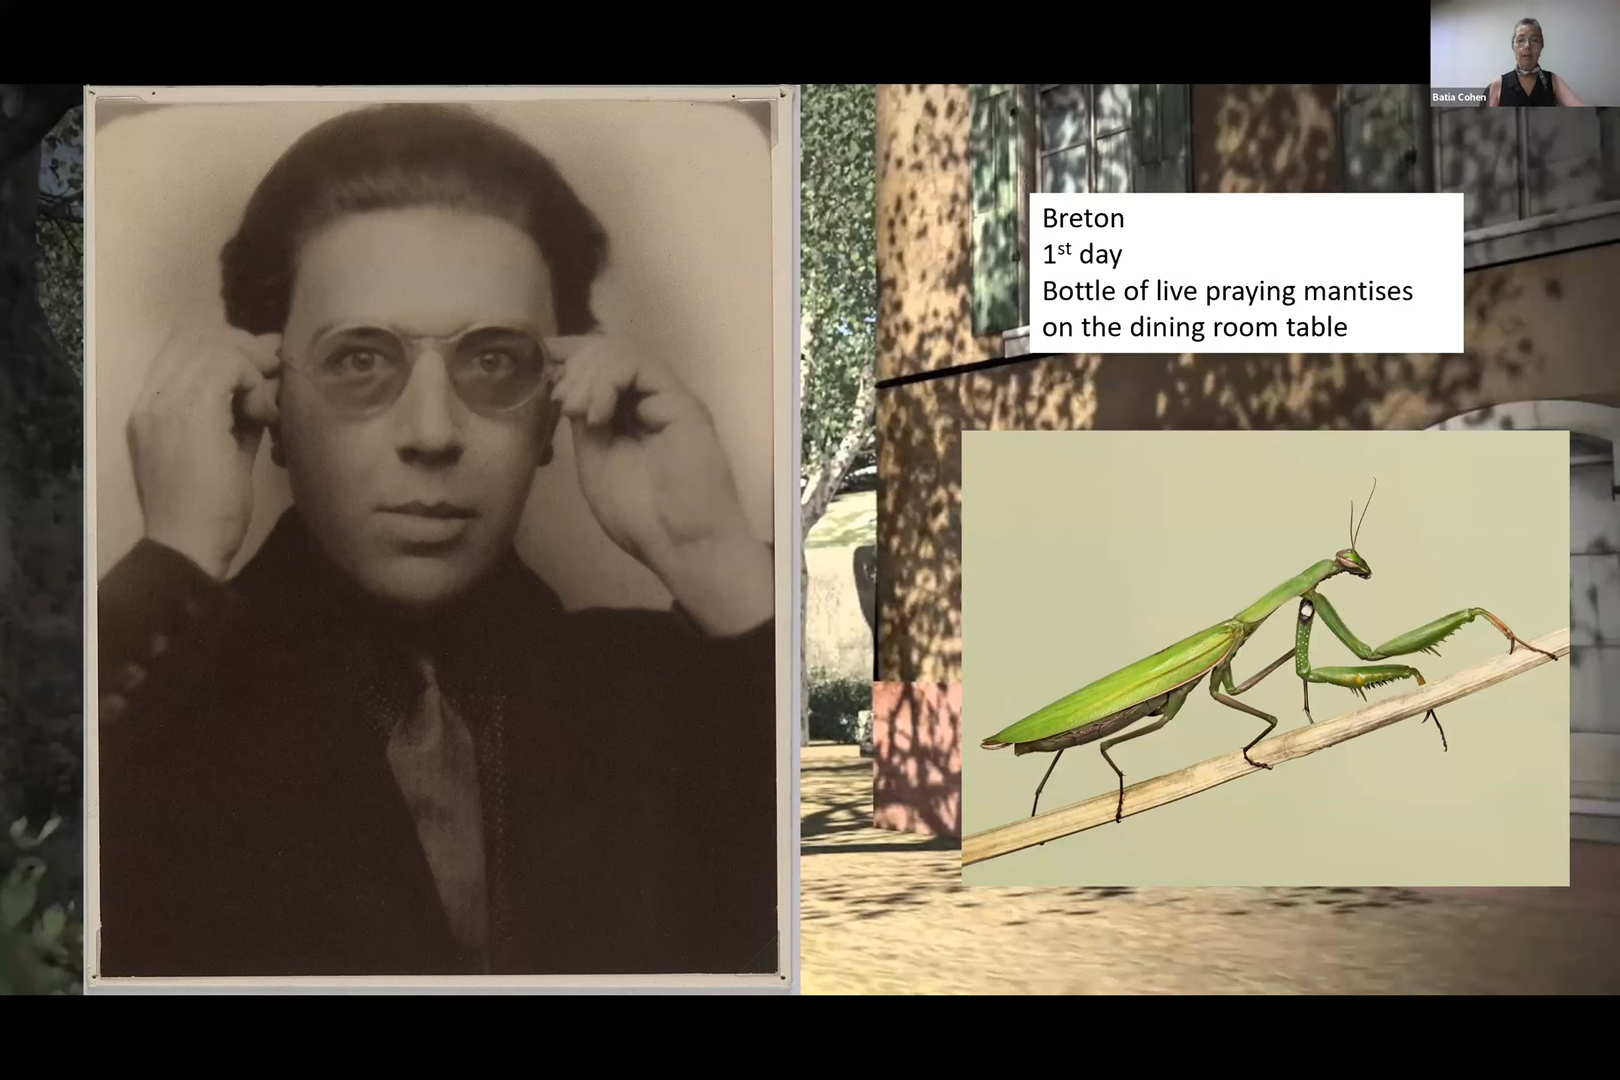 Batia Cohen
Breton
1st day
Bottle of live praying mantises
on the dining room table